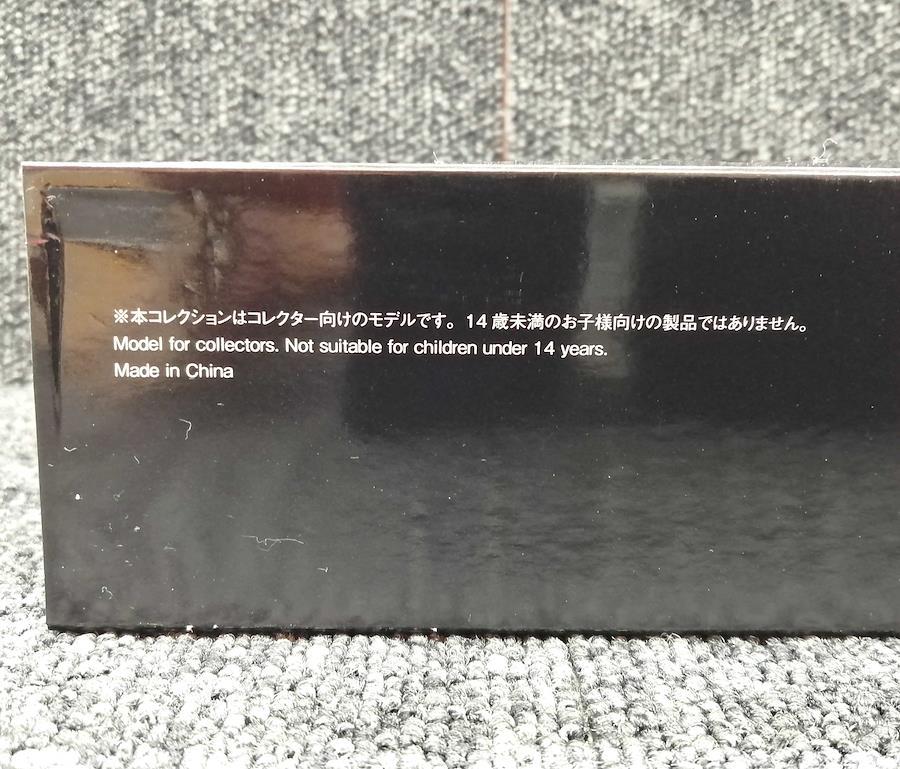 ※本コレクションはコレクター向けのモデルです。14歳未満のお子様向けの製品ではありません。
Model for collectors. Not suitable for children under 14 years.
Made in China